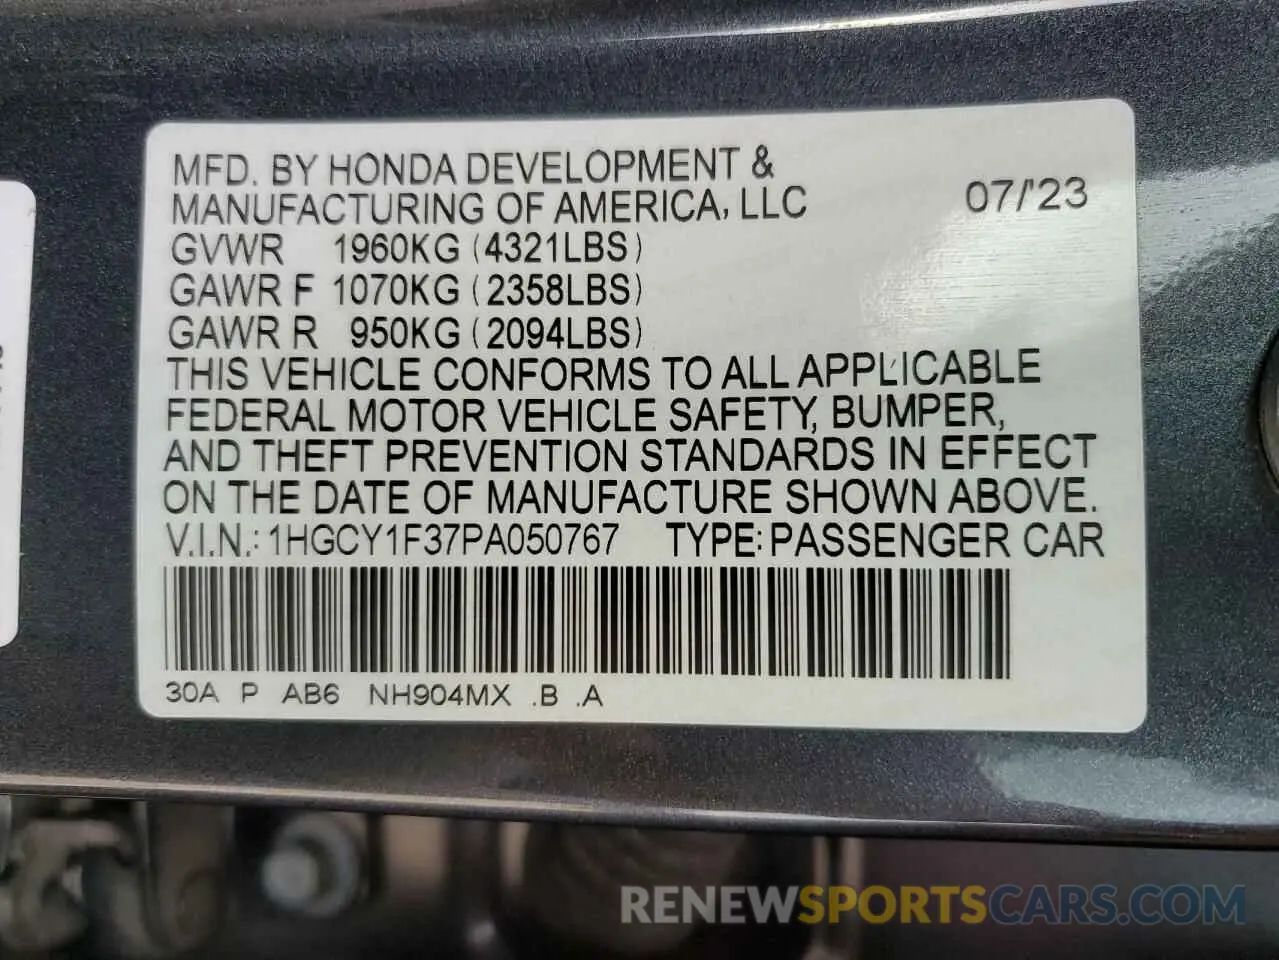 MFD. BY HONDA DEVELOPMENT &
MANUFACTURING OF AMERICA, LLC 07/'23
GVWR 1960KG (4321LBS)
GAWR F 1070KG (2358LBS)
GAWR R 950KG (2094LBS)
THIS VEHICLE CONFORMS TO ALL APPLICABLE
FEDERAL MOTOR VEHICLE SAFETY, BUMPER,
AND THEFT PREVENTION STANDARDS IN EFFECT
ON THE DATE OF MANUFACTURE SHOWN ABOVE.
V.I.N.: 1HGCY1F37PA050767 TYPE: PASSENGER CAR
30A P AB6 NH904MX .B .A
RENEWSPORTSCARS.COM